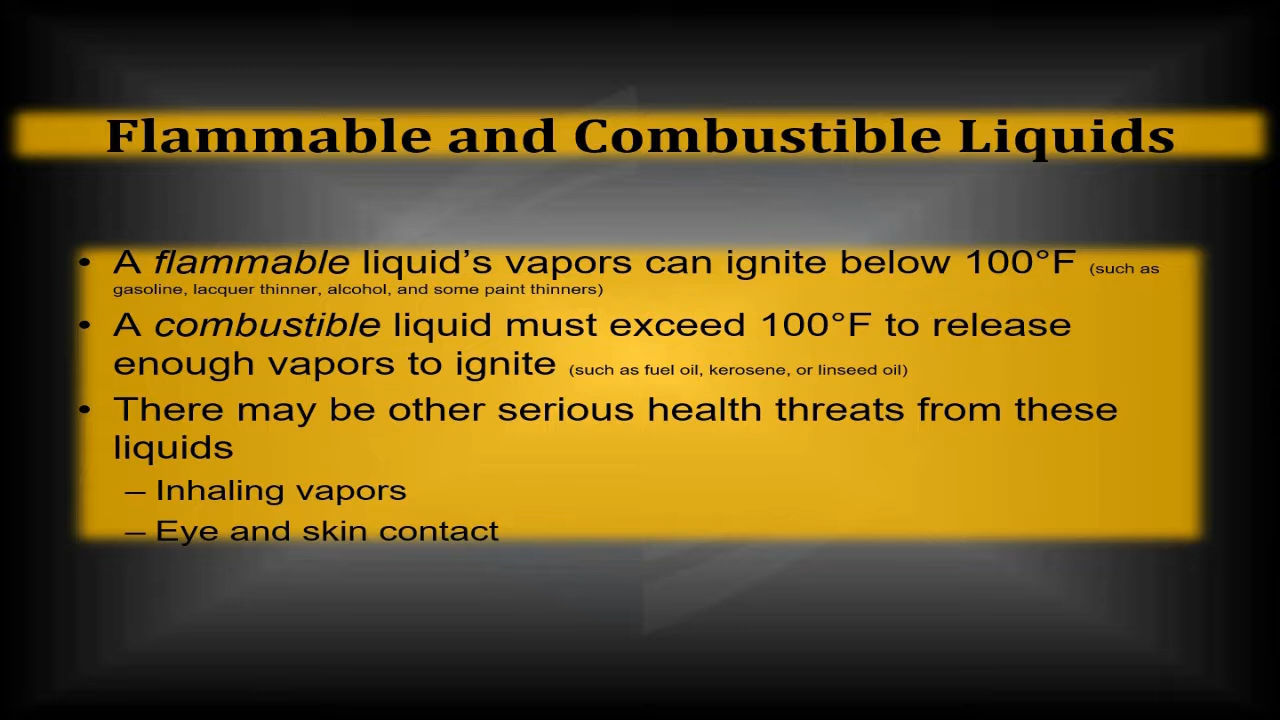 Flammable and Combustible Liquids
• A flammable liquid’s vapors can ignite below 100°F (such as
gasoline, lacquer thinner, alcohol, and some paint thinners)
• A combustible liquid must exceed 100°F to release
enough vapors to ignite (such as fuel oil, kerosene, or linseed oil)
• There may be other serious health threats from these
liquids
– Inhaling vapors
– Eye and skin contact